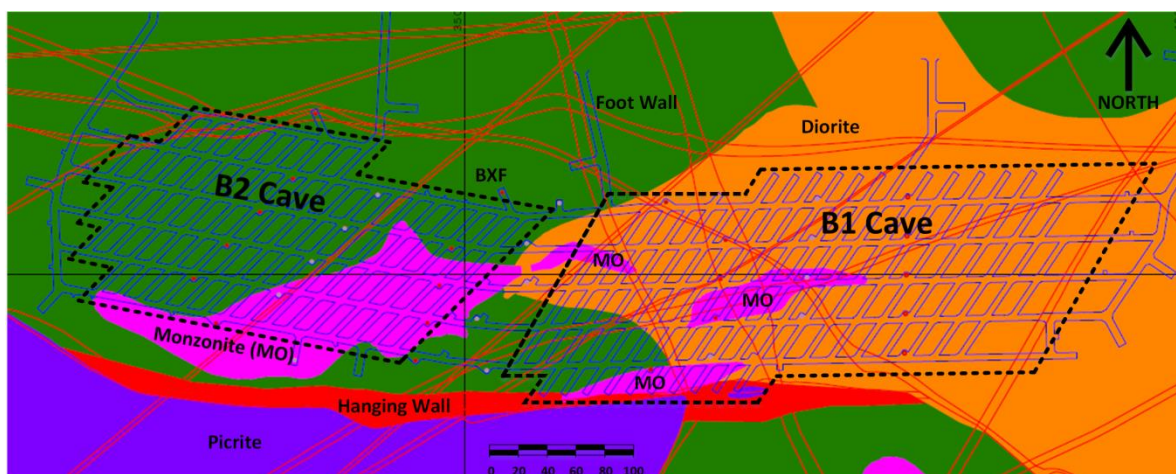 350
NORTH
Foot Wall
Diorite
BXF
B2 Cave
B1 Cave
MO
MO
Monzonite (MO)
MO
Hanging Wall
Picrite
0 20 40 60 80 100